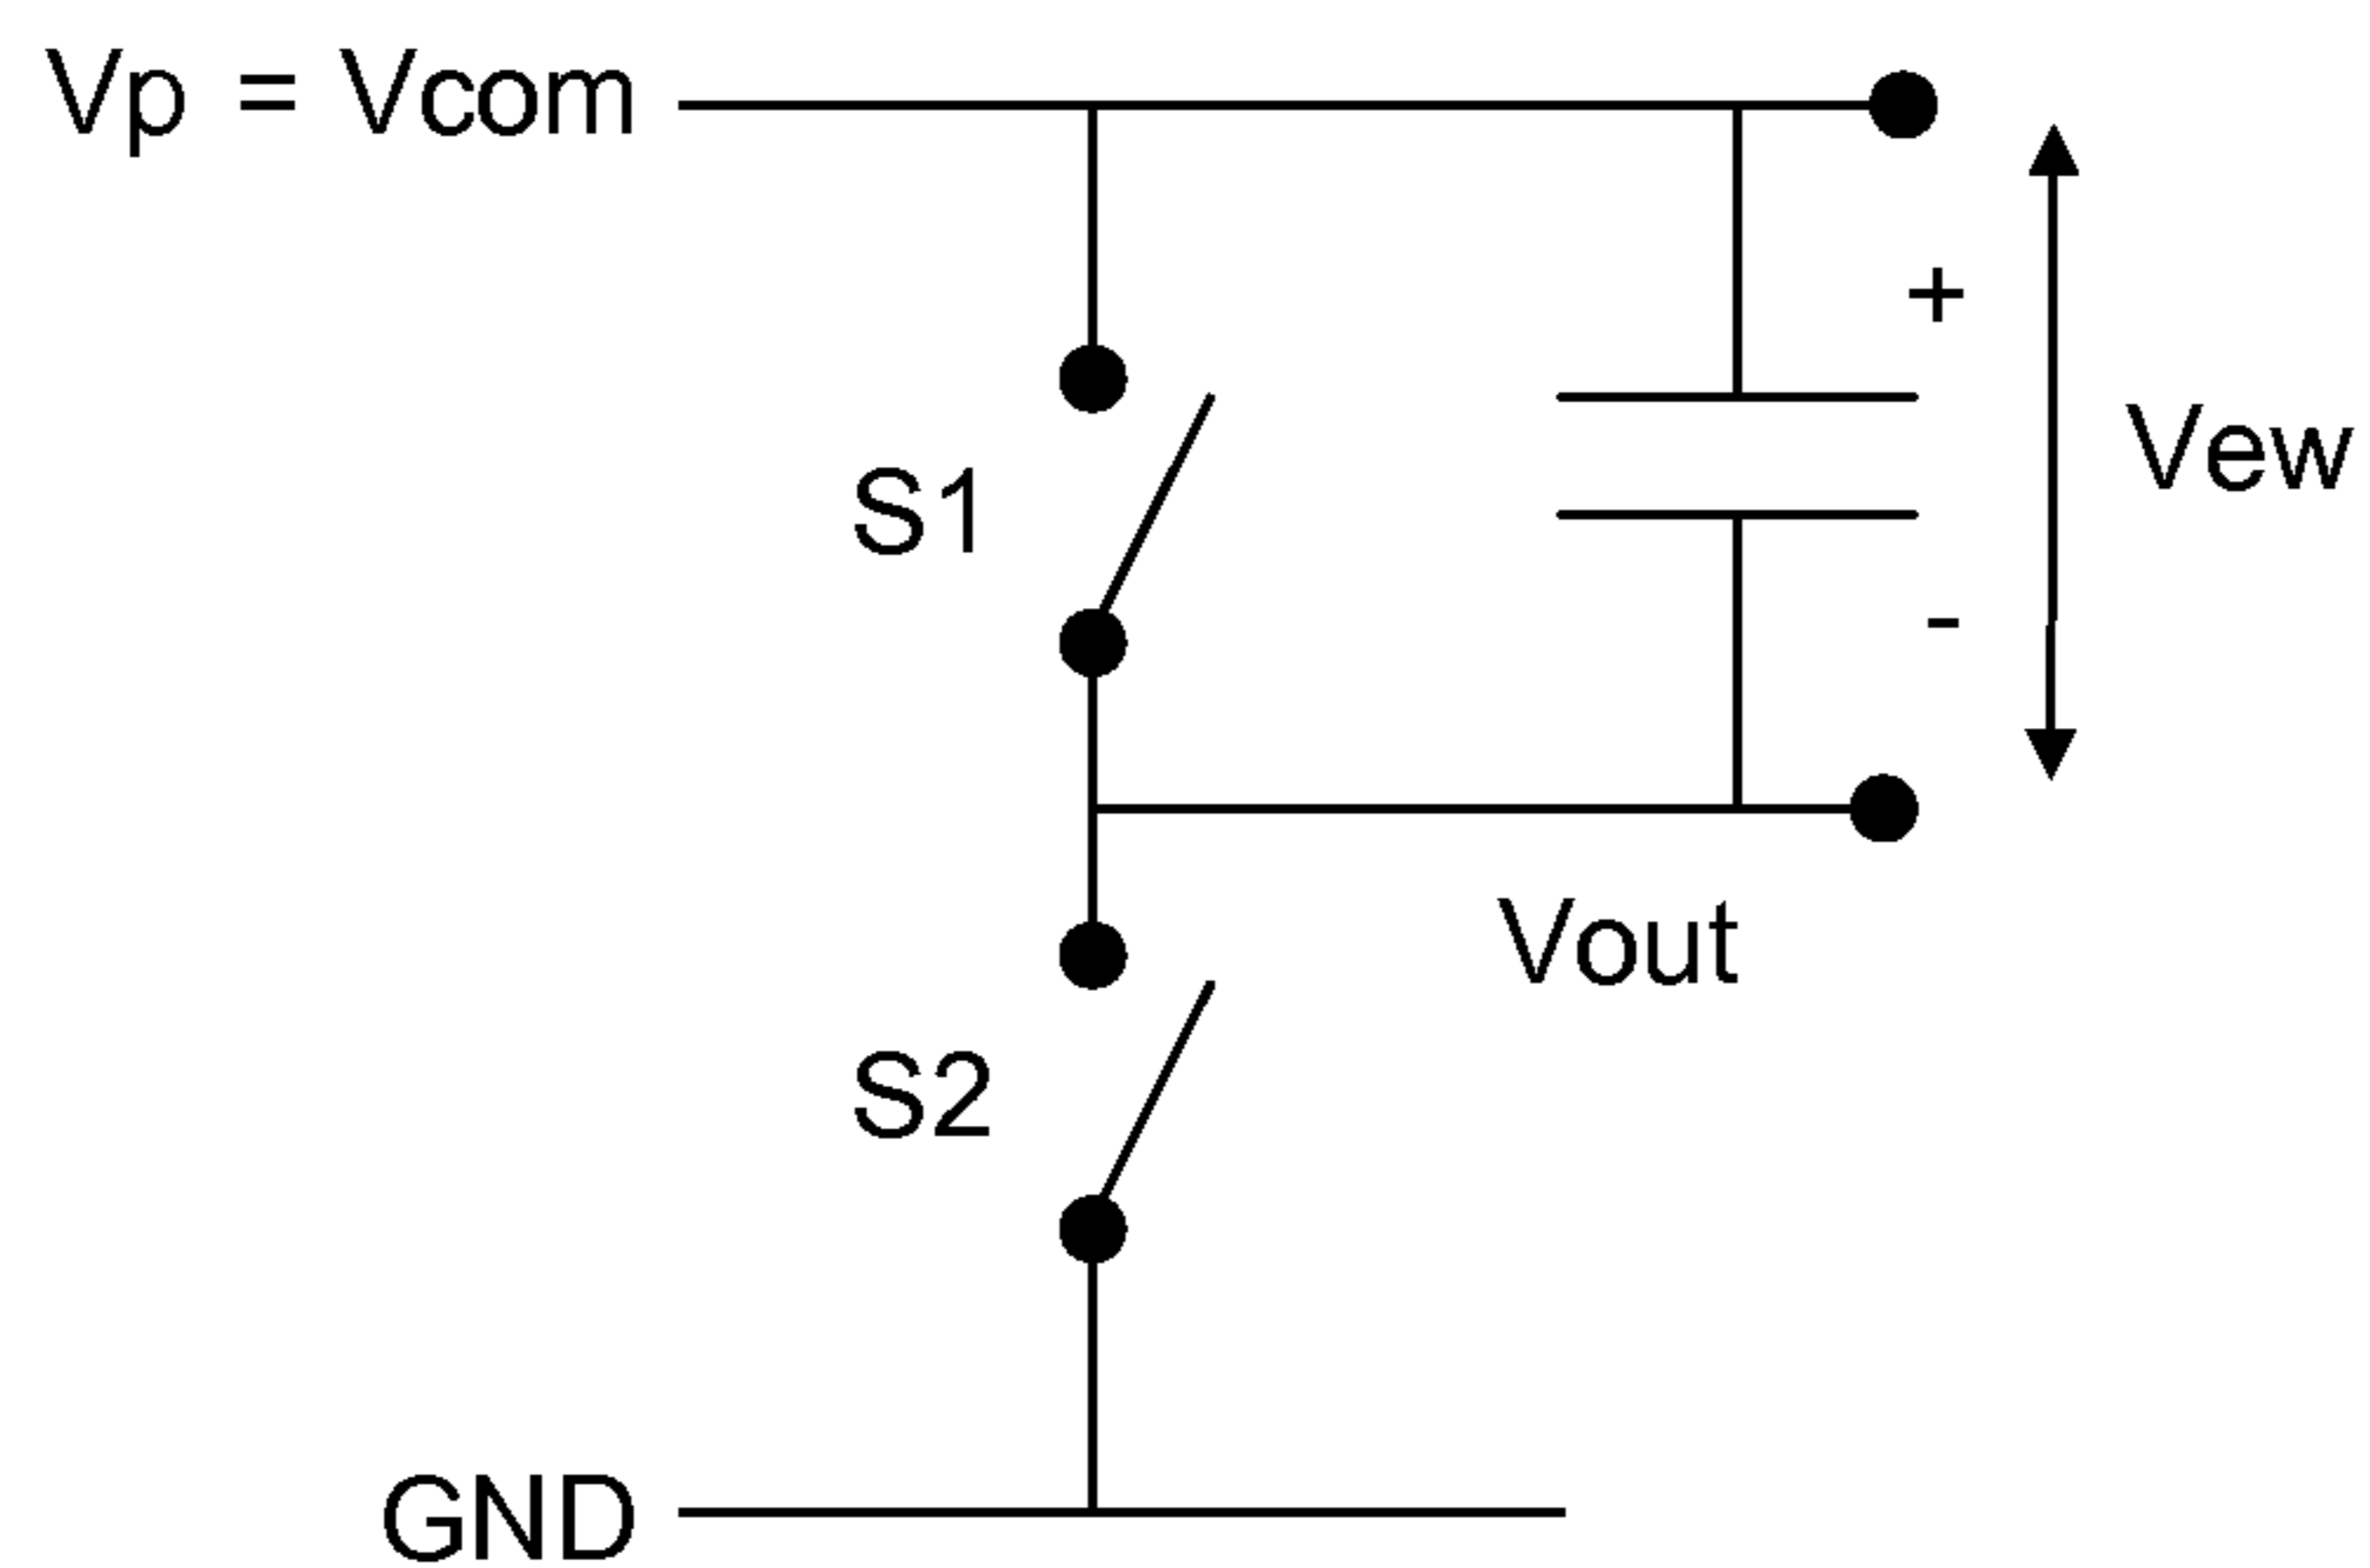 Vp = Vcom
+
S1
Vew
-
Vout
S2
GND